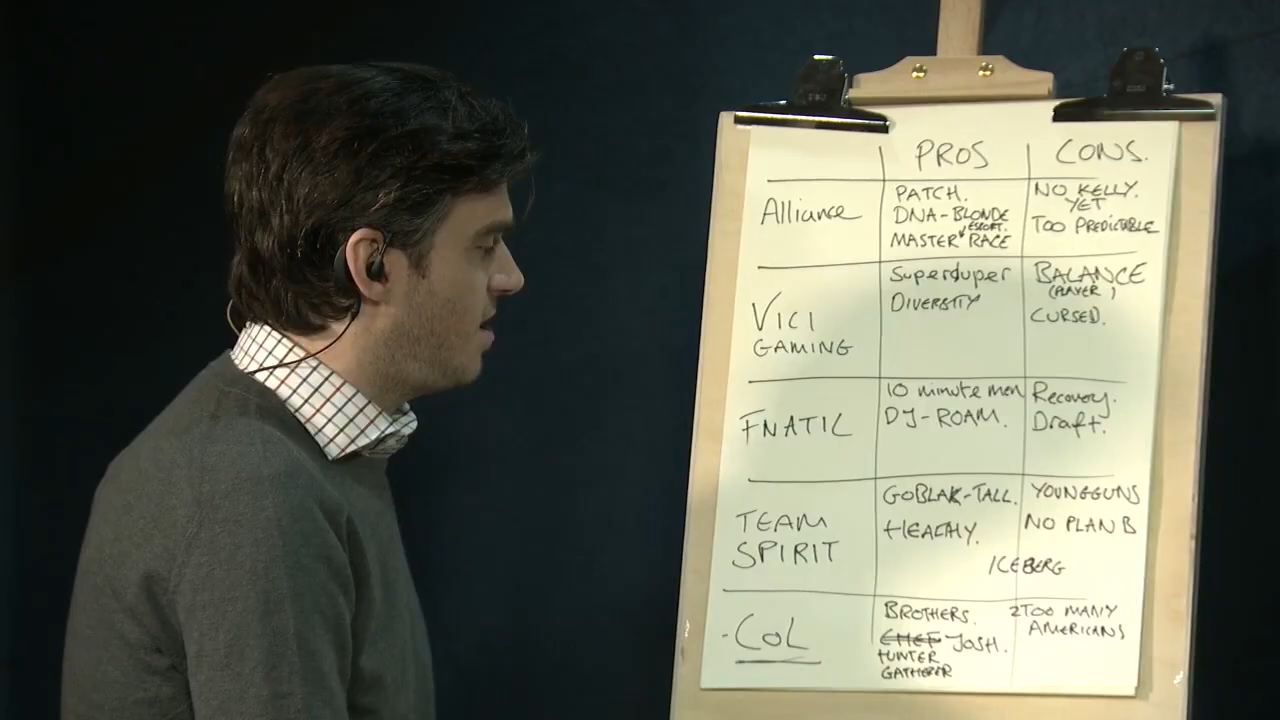 PROS CONS.
Alliance PATCH. NO KELLY.
YET
DNA-BLONDE TOO PREDICTABLE
ESCORT.
MASTER RACE
VICI GAMING Superduper BALANCE
DIVERSITY (PLAYER)
CURSED.
FNATIC 10 minute men Recovery.
DJ-ROAM. Draft.
TEAM SPIRIT GOBLAK-TALL. YOUNGGUNS
HEALTHY. NO PLAN B
ICEBERG
-COL BROTHERS. 2TOO MANY
AMERICANS
CHEF JOSH.
HUNTER
GATHERER